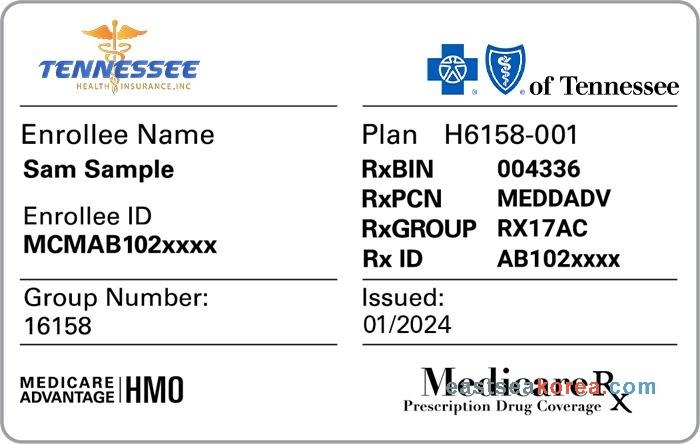 TENNESSEE
HEALTH INSURANCE, INC
of Tennessee
Enrollee Name
Sam Sample
Enrollee ID
MCMAB102xxxx
Plan H6158-001
RxBIN 004336
RxPCN MEDDADV
RxGROUP RX17AC
Rx ID AB102xxxx
Group Number:
16158
Issued:
01/2024
MEDICARE
ADVANTAGE HMO
MedicareRx
eastseakorea.com
Prescription Drug Coverage